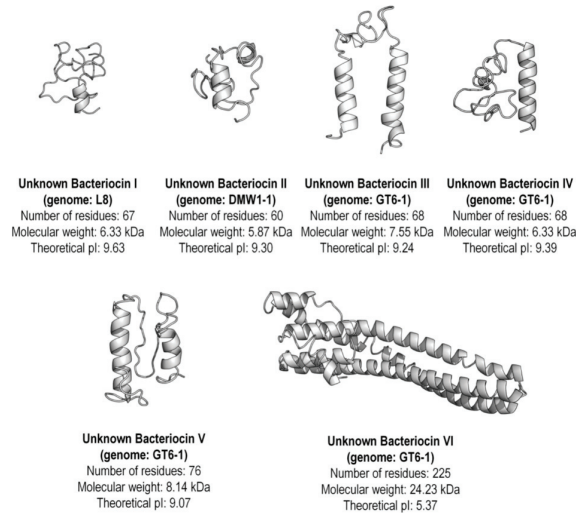 Unknown Bacteriocin I
(genome: L8)
Number of residues: 67
Molecular weight: 6.33 kDa
Theoretical pI: 9.63
Unknown Bacteriocin II
(genome: DMW1-1)
Number of residues: 60
Molecular weight: 5.87 kDa
Theoretical pI: 9.30
Unknown Bacteriocin III
(genome: GT6-1)
Number of residues: 68
Molecular weight: 7.55 kDa
Theoretical pI: 9.24
Unknown Bacteriocin IV
(genome: GT6-1)
Number of residues: 68
Molecular weight: 6.33 kDa
Theoretical pI: 9.39
Unknown Bacteriocin V
(genome: GT6-1)
Number of residues: 76
Molecular weight: 8.14 kDa
Theoretical pI: 9.07
Unknown Bacteriocin VI
(genome: GT6-1)
Number of residues: 225
Molecular weight: 24.23 kDa
Theoretical pI: 5.37